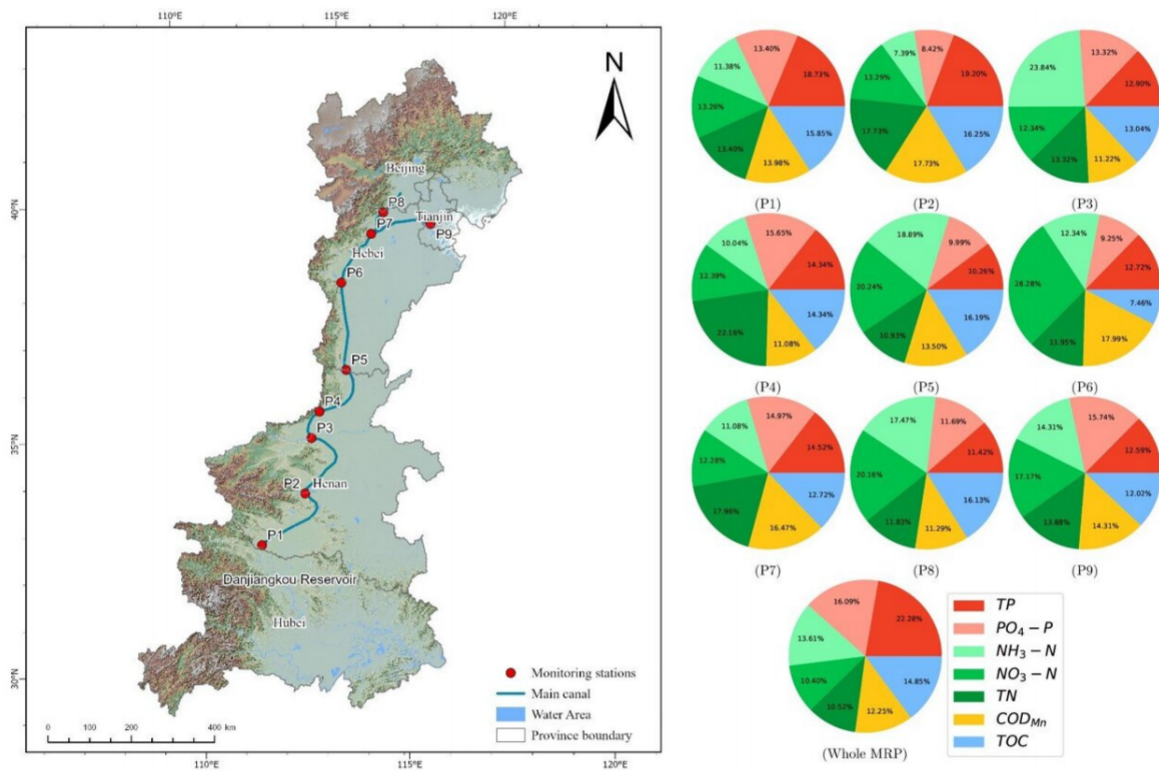 110°E 115°E 120°E
N
Beijing
40°N
P8
Tianjin
P7
P9
Hebei
P6
P5
P4
P3
35°N
P2
Henan
P1
Danjiangkou Reservoir
Hubei
30°N
Monitoring stations
Main canal
Water Area
Province boundary
0 100 200 400 km
110°E 115°E 120°E
13.40%
18.73%
11.38%
13.26%
13.40%
13.98%
15.85%
(P1)
8.42%
19.20%
7.39%
13.29%
17.73%
17.73%
16.25%
(P2)
13.32%
12.90%
23.84%
12.34%
13.32%
11.22%
13.04%
(P3)
15.65%
14.34%
10.04%
12.39%
22.16%
11.08%
14.34%
(P4)
9.99%
10.26%
18.89%
20.24%
10.93%
13.50%
16.19%
(P5)
9.25%
12.72%
12.34%
28.28%
11.95%
17.99%
7.46%
(P6)
14.97%
14.52%
11.08%
12.28%
17.96%
16.47%
12.72%
(P7)
11.69%
11.42%
17.47%
20.16%
11.83%
11.29%
16.13%
(P8)
15.74%
12.59%
14.31%
17.17%
13.88%
14.31%
12.02%
(P9)
16.09%
22.28%
13.61%
10.40%
10.52%
12.25%
14.85%
(Whole MRP)
TP
PO₄ − P
NH₃ − N
NO₃ − N
TN
COD_Mn
TOC